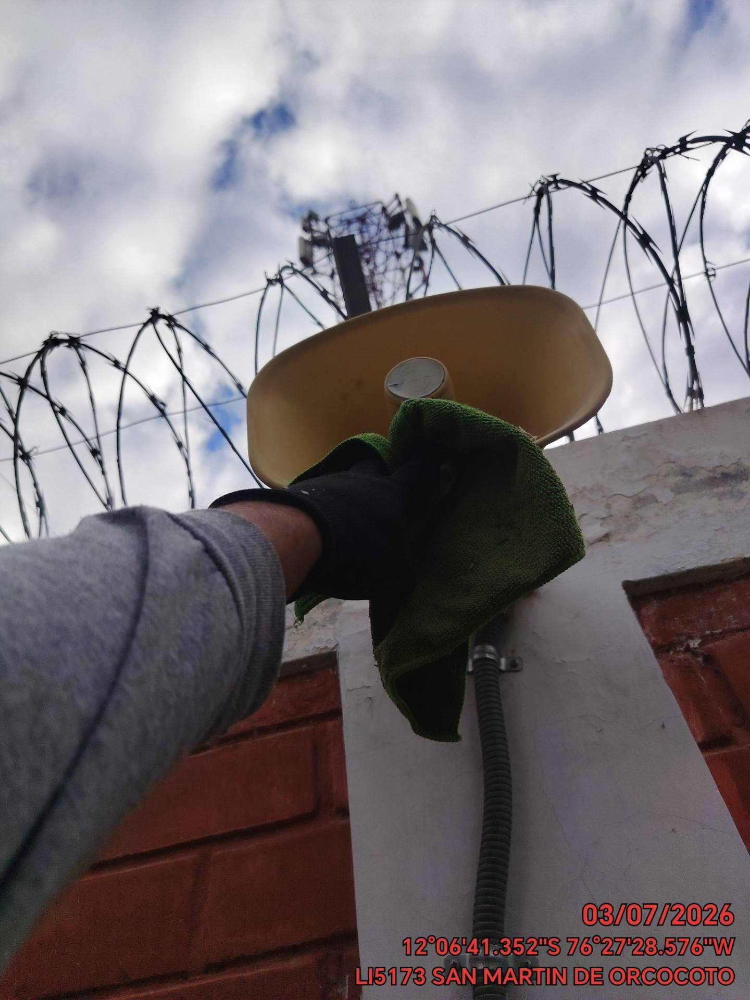 03/07/2026
12°06'41.352"S 76°27'28.576"W
LI5173 SAN MARTIN DE ORCOCOTO